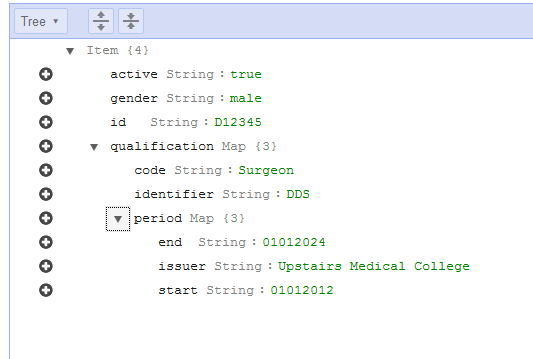 Tree
Item {4}
active String : true
gender String : male
id String : D12345
qualification Map {3}
code String : Surgeon
identifier String : DDS
period Map {3}
end String : 01012024
issuer String : Upstairs Medical College
start String : 01012012